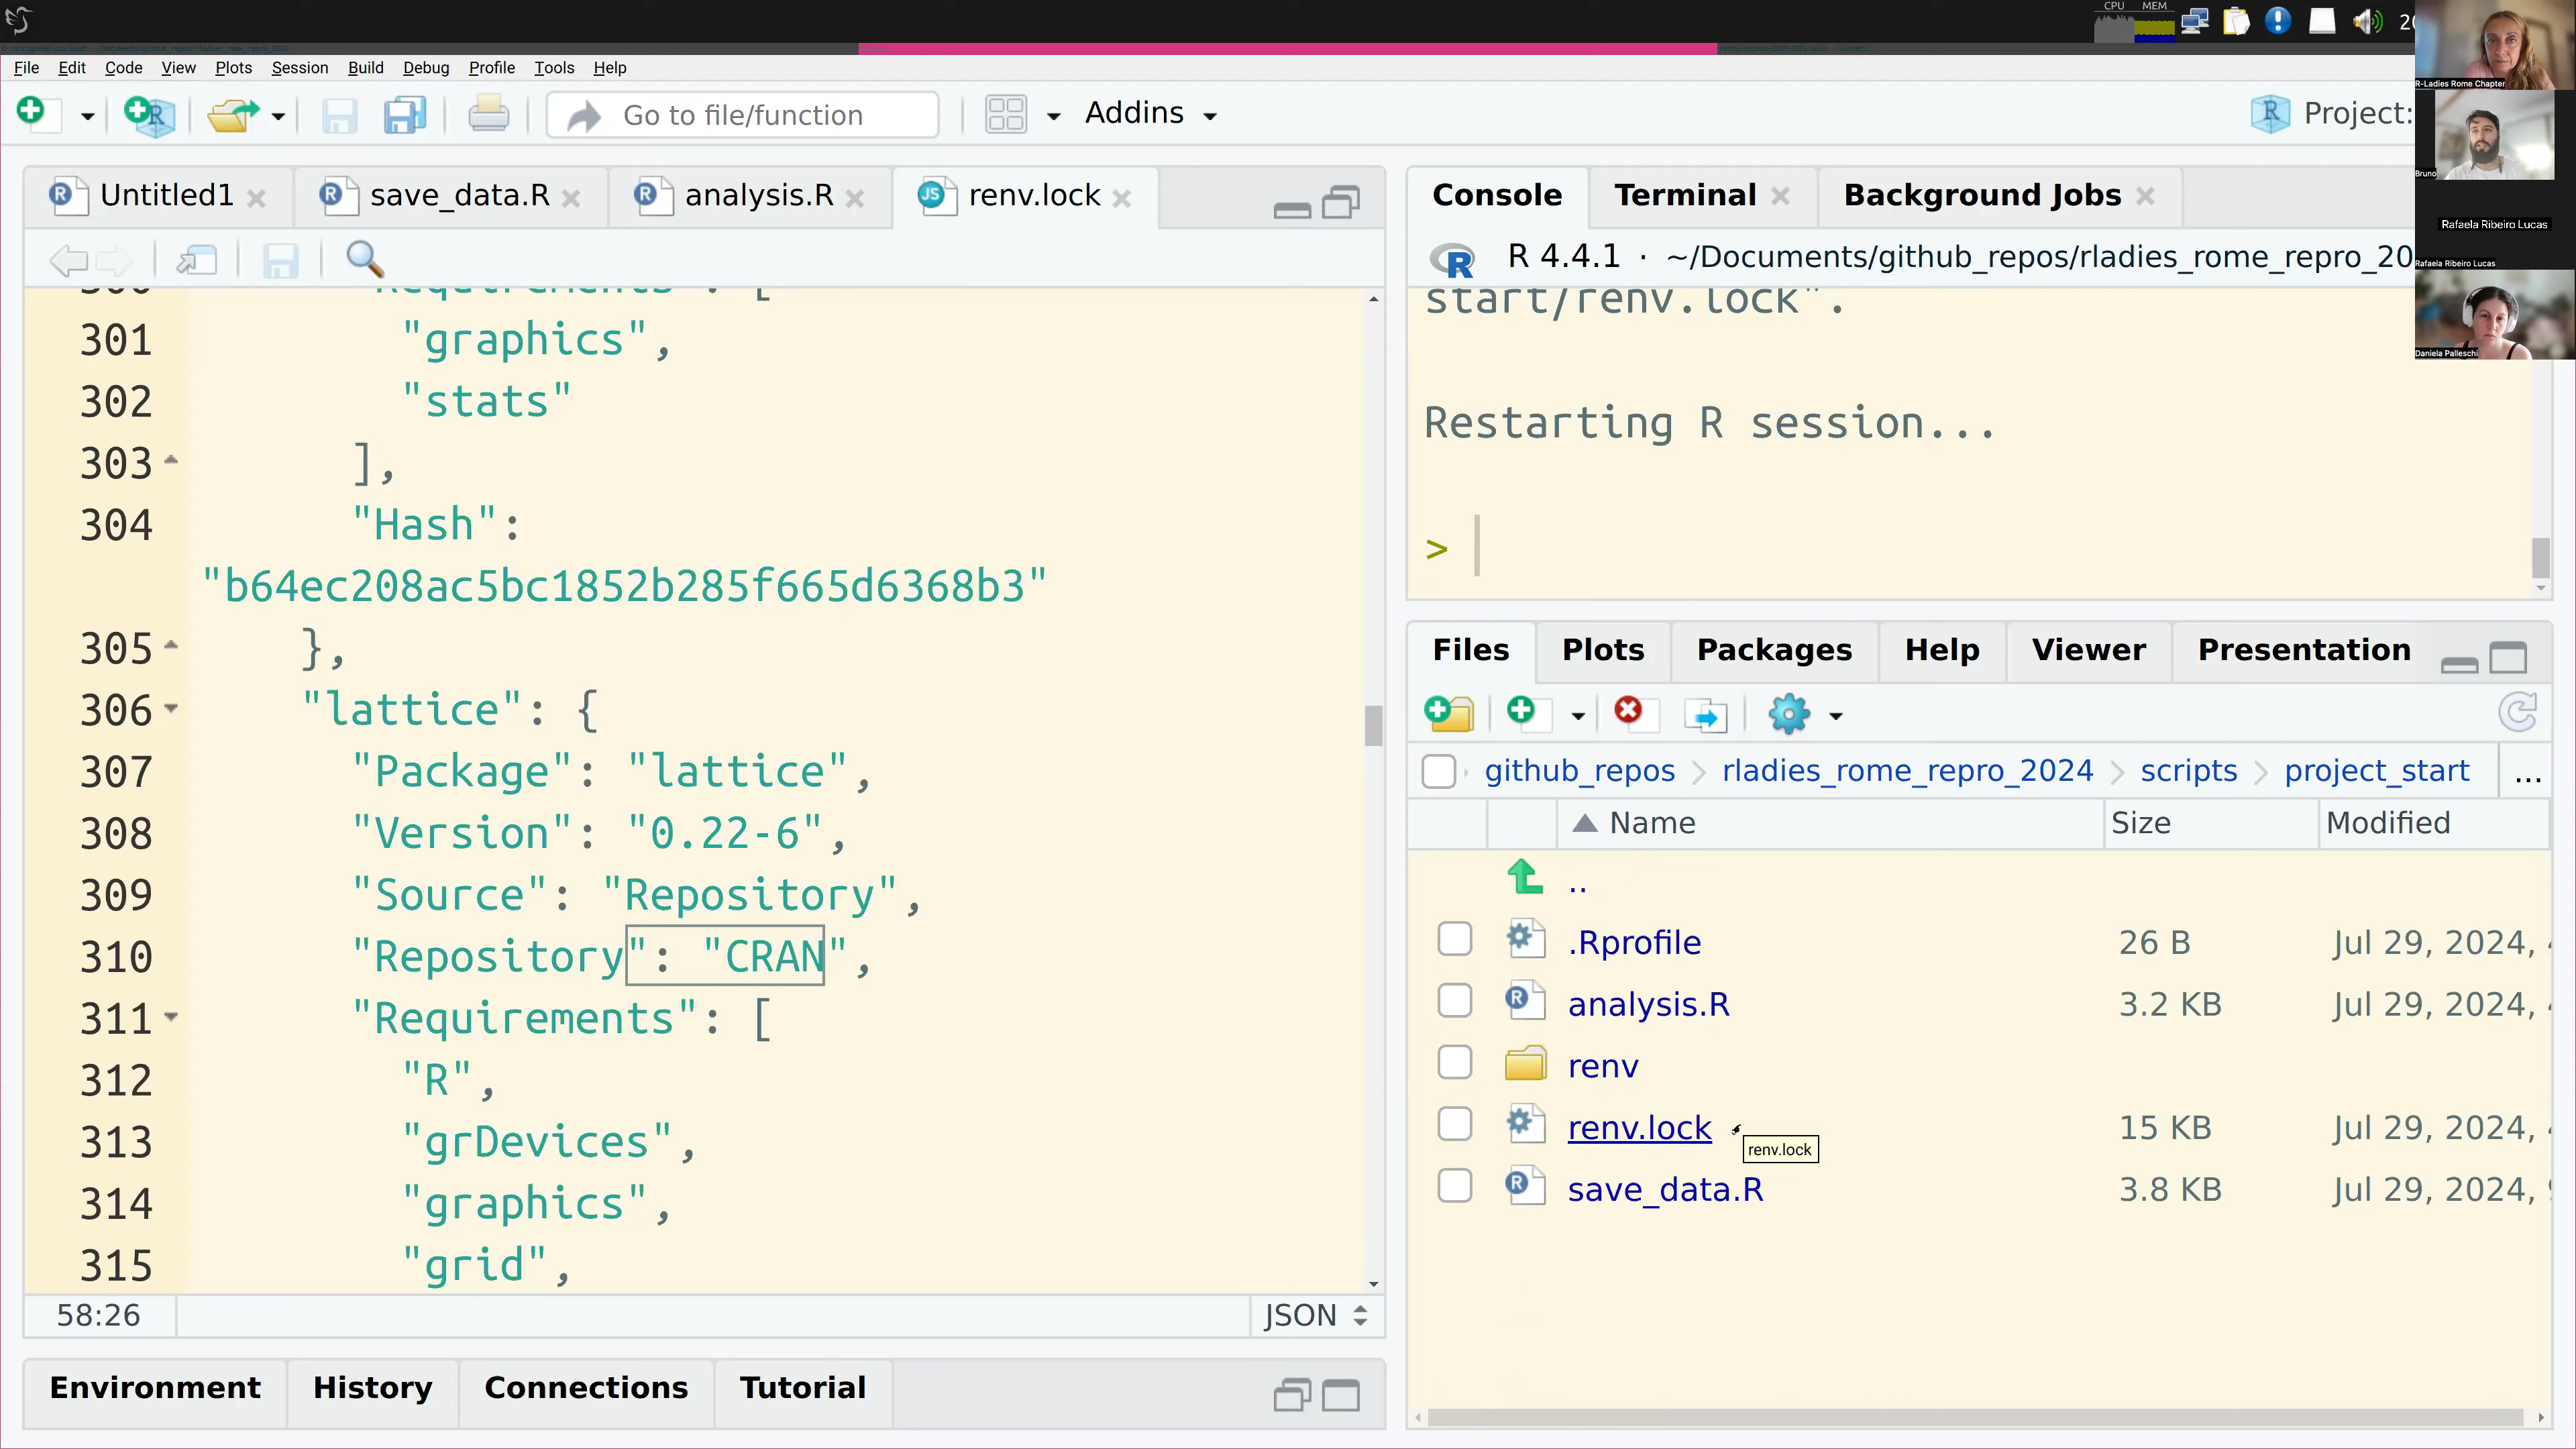 CPU MEM
File Edit Code View Plots Session Build Debug Profile Tools Help
Go to file/function
Addins
Project:
R-Ladies Rome Chapter
Bruno
Rafaela Ribeiro Lucas
Rafaela Ribeiro Lucas
Daniela Palleschi
Untitled1 save_data.R analysis.R renv.lock
301 "graphics",
302 "stats"
303 ],
304 "Hash":
"b64ec208ac5bc1852b285f665d6368b3"
305 },
306 "lattice": {
307 "Package": "lattice",
308 "Version": "0.22-6",
309 "Source": "Repository",
310 "Repository": "CRAN",
311 "Requirements": [
312 "R",
313 "grDevices",
314 "graphics",
315 "grid",
58:26 JSON
Environment History Connections Tutorial
Console Terminal Background Jobs
R 4.4.1 · ~/Documents/github_repos/rladies_rome_repro_20
start/renv.lock".
Restarting R session...
>
Files Plots Packages Help Viewer Presentation
github_repos rladies_rome_repro_2024 scripts project_start ...
Name Size Modified
..
.Rprofile 26 B Jul 29, 2024,
analysis.R 3.2 KB Jul 29, 2024,
renv
renv.lock 15 KB Jul 29, 2024,
renv.lock
save_data.R 3.8 KB Jul 29, 2024,